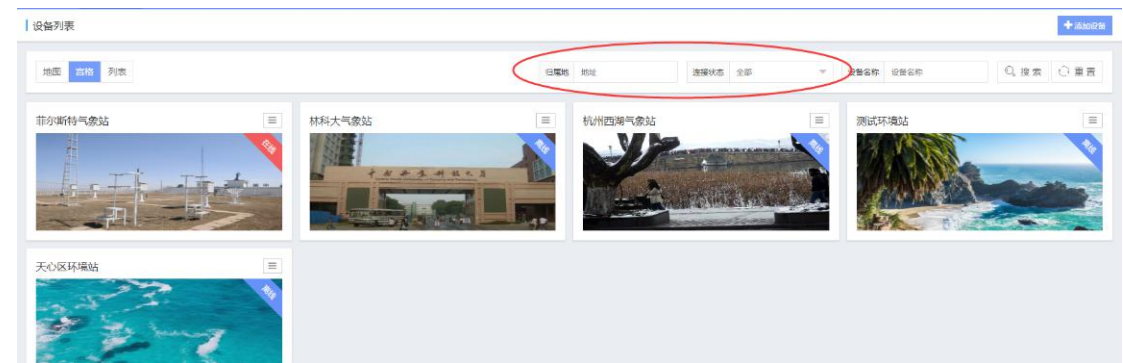 设备列表
添加设备
地图 宫格 列表
归属地 地址 连接状态 全部 设备名称 设备名称 搜索 重置
菲尔斯特气象站
在线
林科大气象站
离线
杭州西湖气象站
离线
测试环境站
离线
天心区环境站
离线